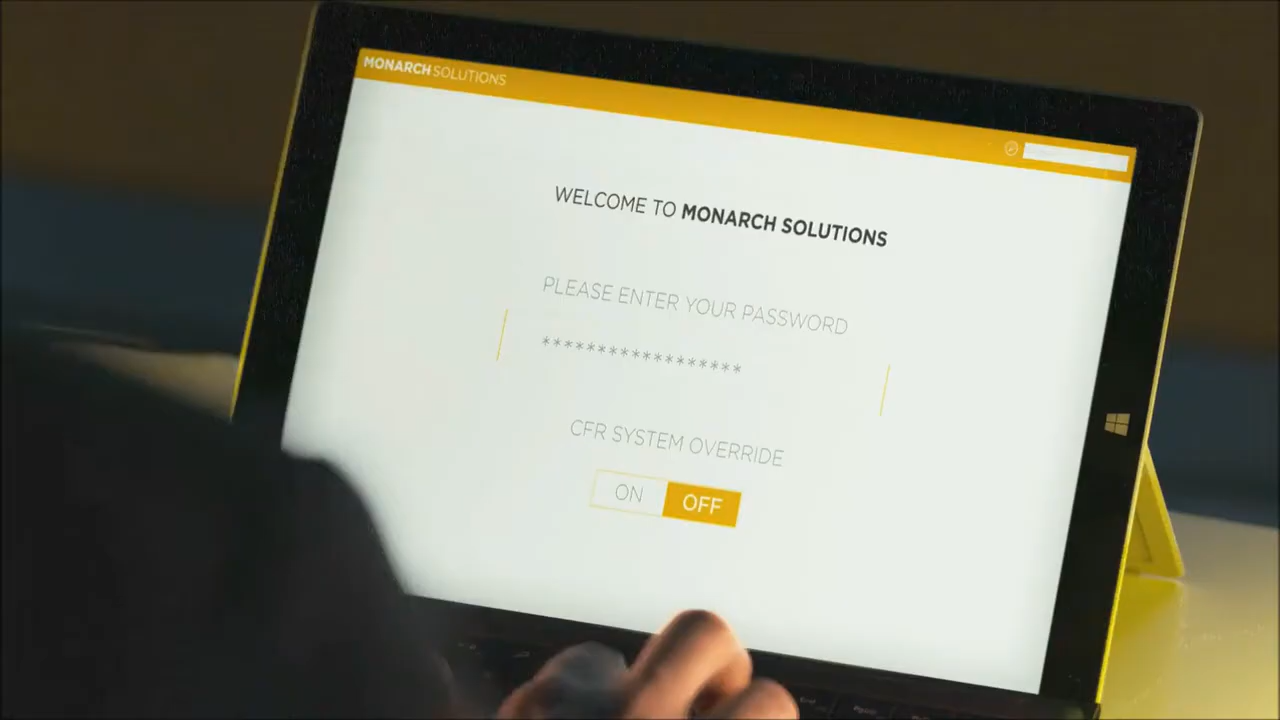 MONARCH SOLUTIONS
WELCOME TO MONARCH SOLUTIONS
PLEASE ENTER YOUR PASSWORD
******************
CFR SYSTEM OVERRIDE
ON OFF